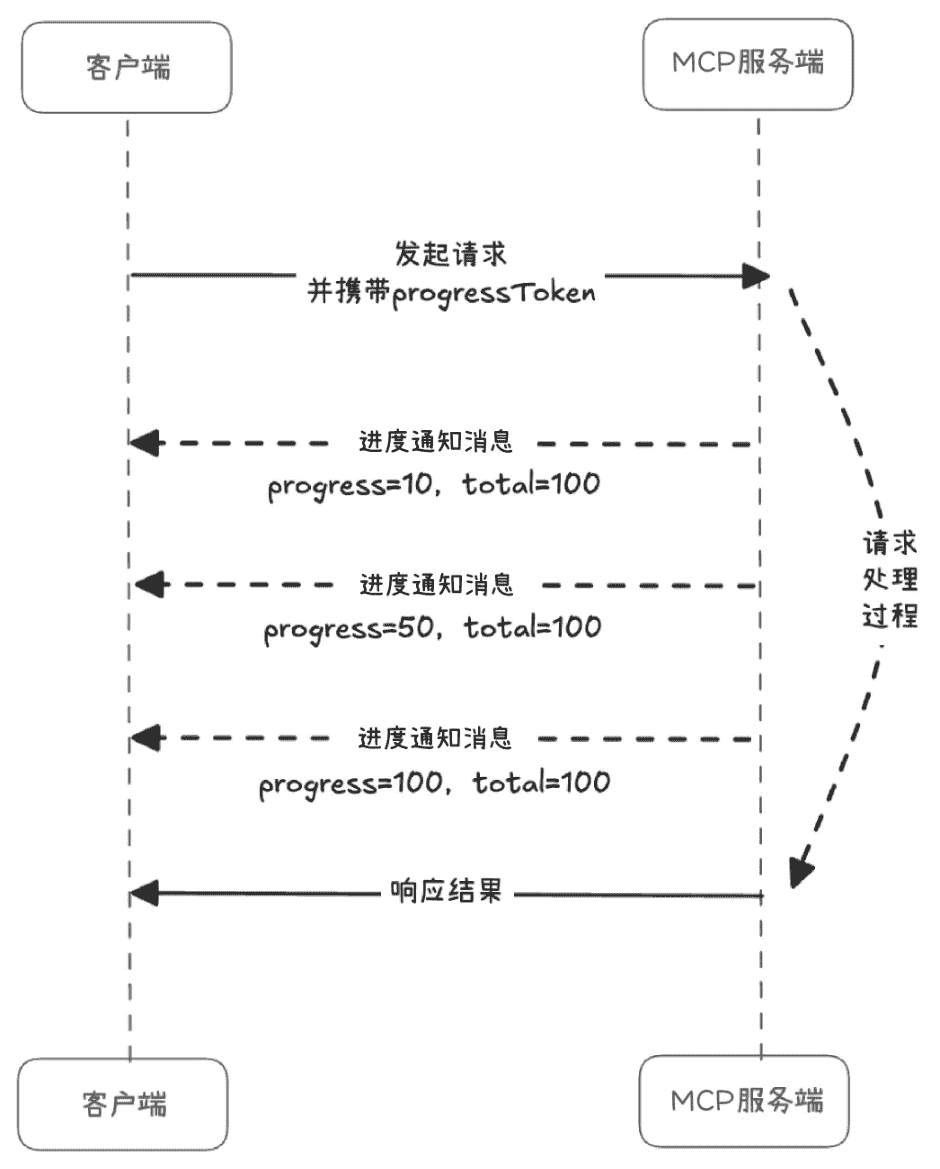 客户端
MCP服务端
发起请求
并携带progressToken
进度通知消息
progress=10, total=100
请求
处理
过程
进度通知消息
progress=50, total=100
进度通知消息
progress=100, total=100
响应结果
客户端
MCP服务端